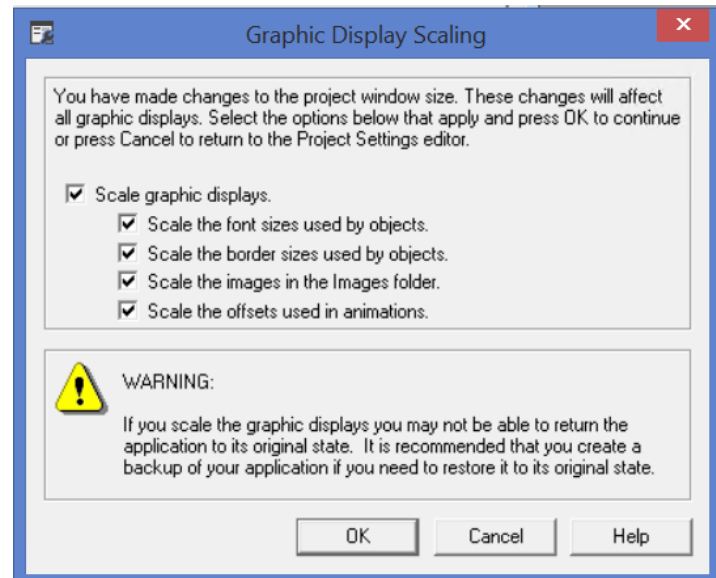 Graphic Display Scaling
You have made changes to the project window size. These changes will affect
all graphic displays. Select the options below that apply and press OK to continue
or press Cancel to return to the Project Settings editor.
Scale graphic displays.
Scale the font sizes used by objects.
Scale the border sizes used by objects.
Scale the images in the Images folder.
Scale the offsets used in animations.
WARNING:
If you scale the graphic displays you may not be able to return the
application to its original state. It is recommended that you create a
backup of your application if you need to restore it to its original state.
OK Cancel Help